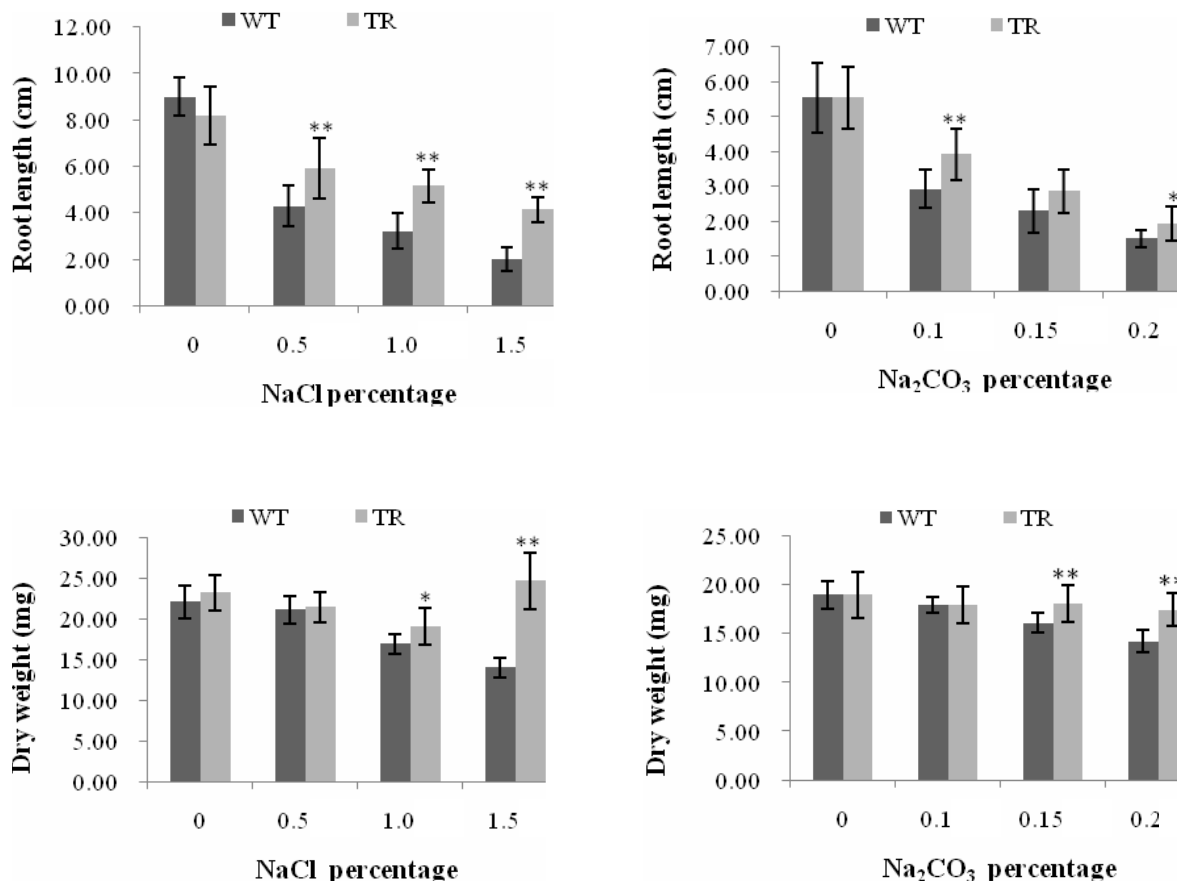 WT TR
Root length (cm)
12.00
10.00
8.00
6.00
4.00
2.00
0.00
** ** **
0 0.5 1.0 1.5
NaCl percentage
WT TR
Root lemgth (cm)
7.00
6.00
5.00
4.00
3.00
2.00
1.00
0.00
** *
0 0.1 0.15 0.2
Na₂CO₃ percentage
WT TR
Dry weight (mg)
30.00
25.00
20.00
15.00
10.00
5.00
0.00
* **
0 0.5 1.0 1.5
NaCl percentage
WT TR
Dry weight (mg)
25.00
20.00
15.00
10.00
5.00
0.00
** **
0 0.1 0.15 0.2
Na₂CO₃ percentage